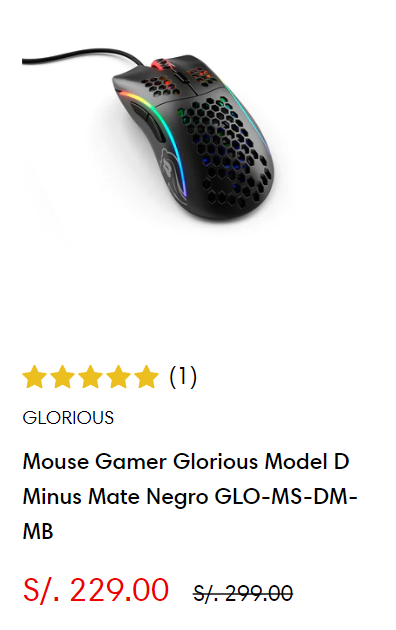 (1)
GLORIOUS
Mouse Gamer Glorious Model D
Minus Mate Negro GLO-MS-DM-
MB
S/. 229.00 S/. 299.00